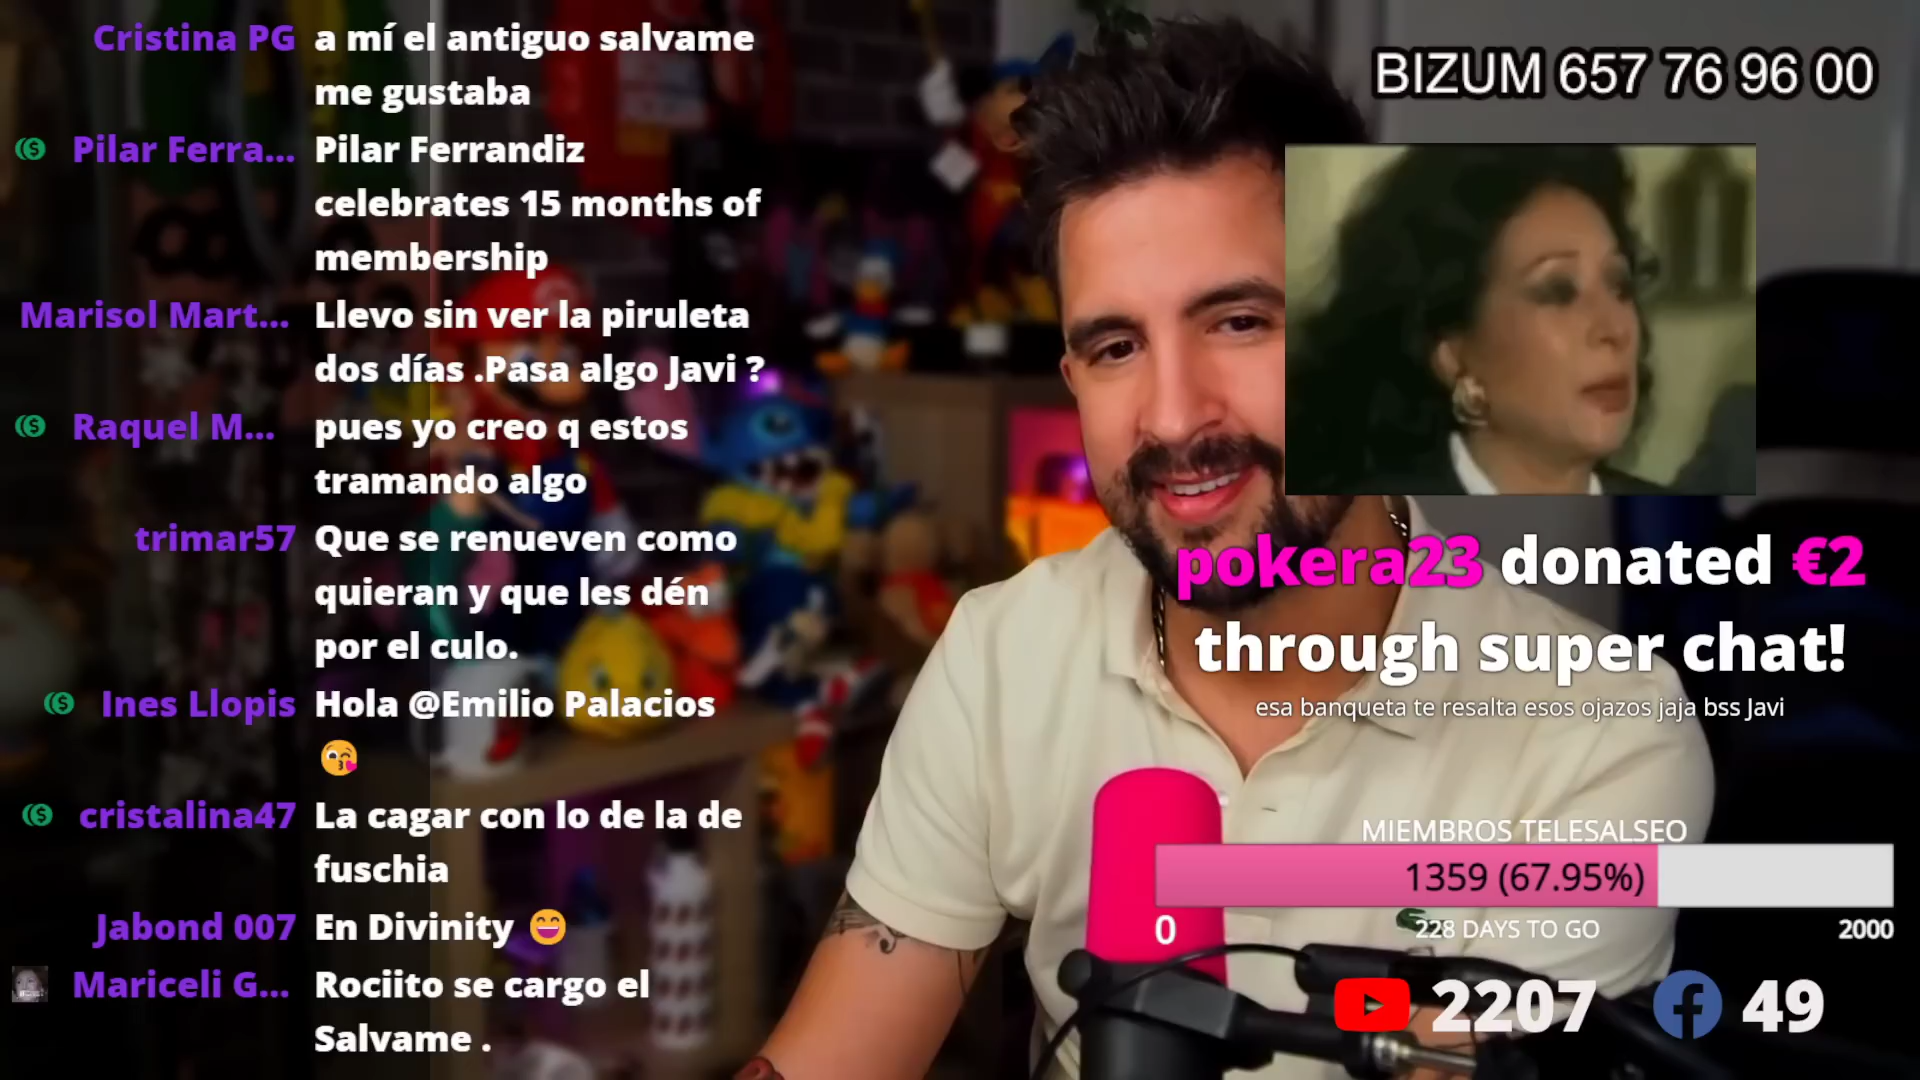 Cristina PG a mí el antiguo salvame
me gustaba
Pilar Ferra... Pilar Ferrandiz
celebrates 15 months of
membership
Marisol Mart... Llevo sin ver la piruleta
dos días .Pasa algo Javi ?
Raquel M... pues yo creo q estos
tramando algo
trimar57 Que se renueven como
quieran y que les dén
por el culo.
Ines Llopis Hola @Emilio Palacios
😘
cristalina47 La cagar con lo de la de
fuschia
Jabond 007 En Divinity 😄
Mariceli G... Rociito se cargo el
Salvame .
BIZUM 657 76 96 00
pokera23 donated €2
through super chat!
esa banqueta te resalta esos ojazos jaja bss Javi
MIEMBROS TELESALSEO
1359 (67.95%)
0 228 DAYS TO GO 2000
2207 49